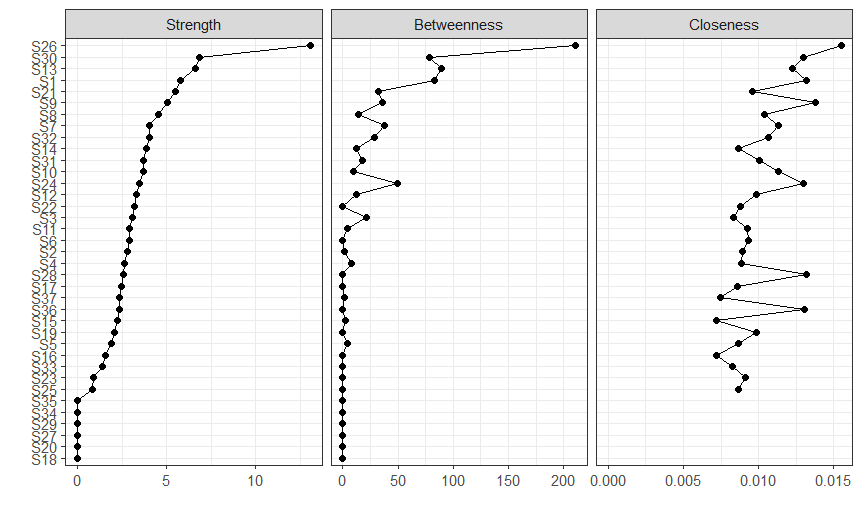 Strength Betweenness Closeness
S26
S30
S13
S1
S21
S9
S8
S7
S32
S14
S31
S10
S24
S12
S22
S3
S11
S6
S2
S4
S28
S17
S37
S36
S15
S19
S5
S16
S33
S23
S25
S35
S34
S29
S27
S20
S18
0 5 10 0 50 100 150 200 0.000 0.005 0.010 0.015